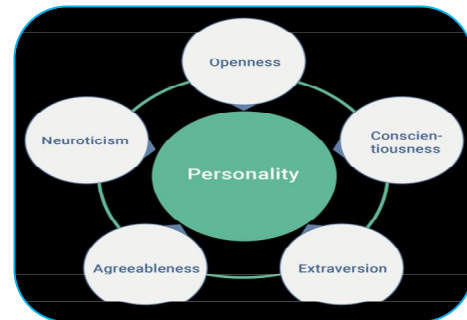 Openness
Neuroticism
Conscien-
tiousness
Personality
Agreeableness
Extraversion